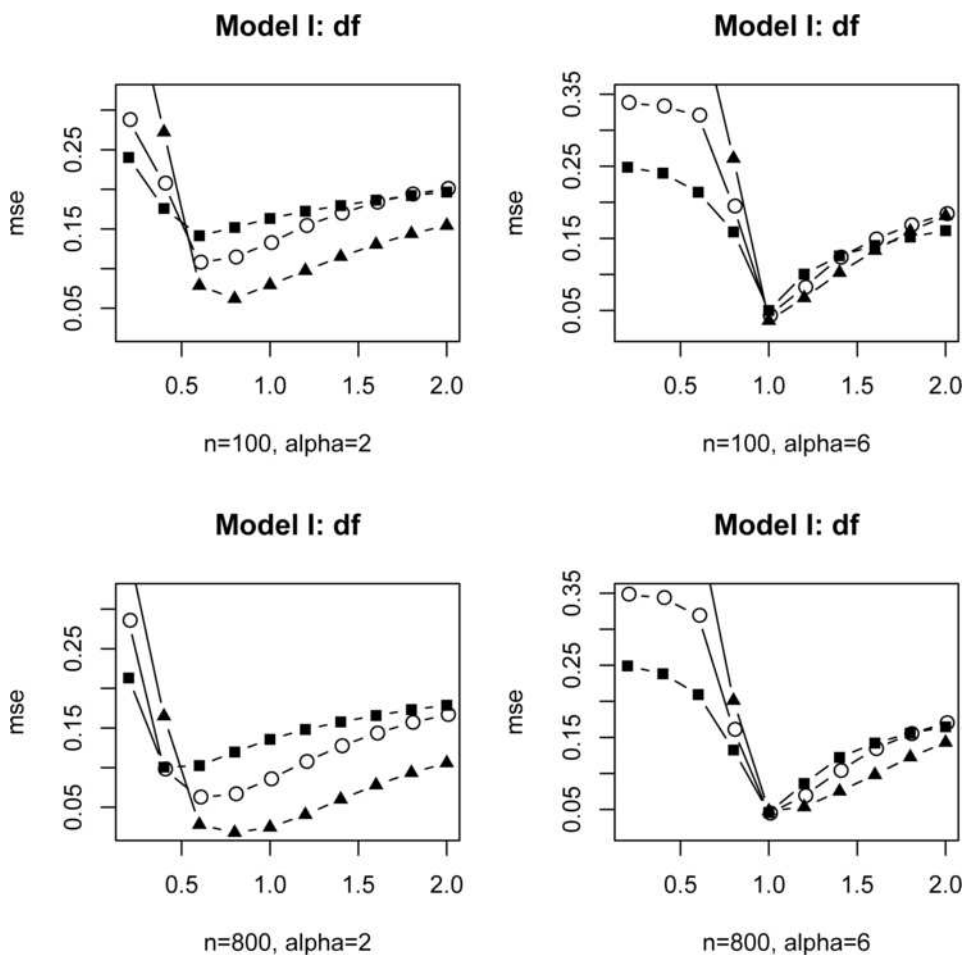 Model I: df
mse
0.05 0.15 0.25
0.5 1.0 1.5 2.0
n=100, alpha=2
Model I: df
mse
0.05 0.15 0.25 0.35
0.5 1.0 1.5 2.0
n=100, alpha=6
Model I: df
mse
0.05 0.15 0.25
0.5 1.0 1.5 2.0
n=800, alpha=2
Model I: df
mse
0.05 0.15 0.25 0.35
0.5 1.0 1.5 2.0
n=800, alpha=6